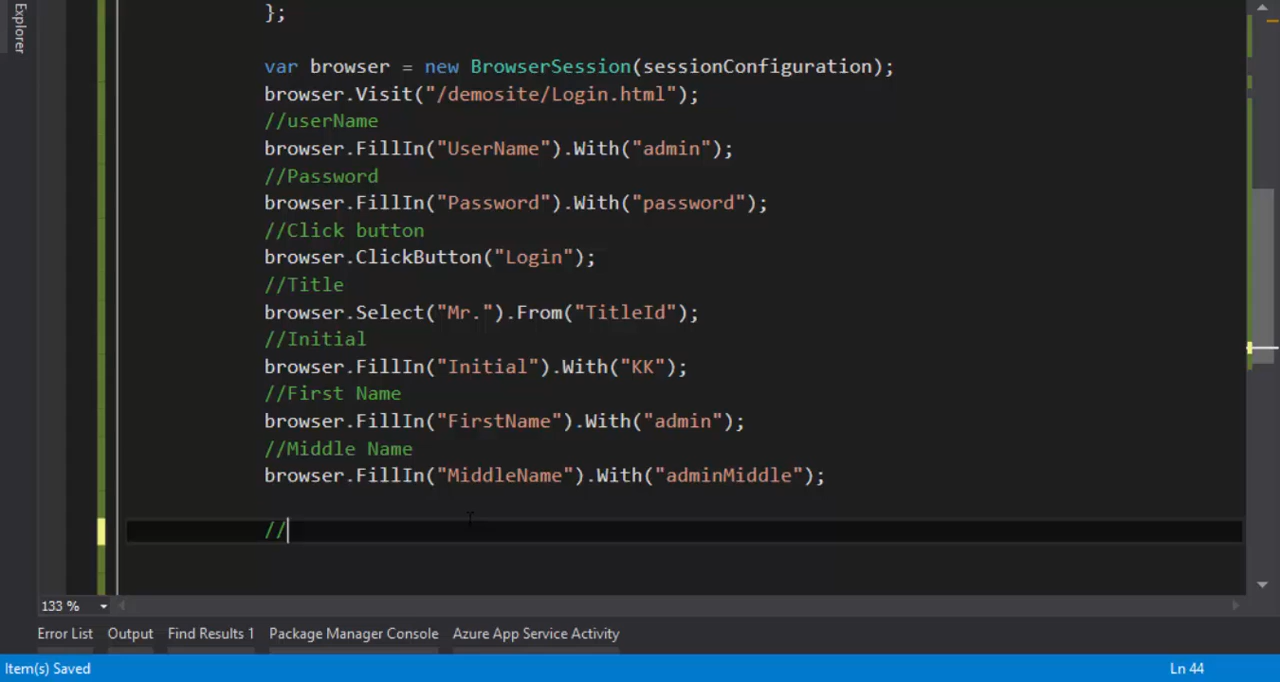 Explorer
};
var browser = new BrowserSession(sessionConfiguration);
browser.Visit("/demosite/Login.html");
//userName
browser.FillIn("UserName").With("admin");
//Password
browser.FillIn("Password").With("password");
//Click button
browser.ClickButton("Login");
//Title
browser.Select("Mr.").From("TitleId");
//Initial
browser.FillIn("Initial").With("KK");
//First Name
browser.FillIn("FirstName").With("admin");
//Middle Name
browser.FillIn("MiddleName").With("adminMiddle");
//
133 %
Error List Output Find Results 1 Package Manager Console Azure App Service Activity
Item(s) Saved Ln 44